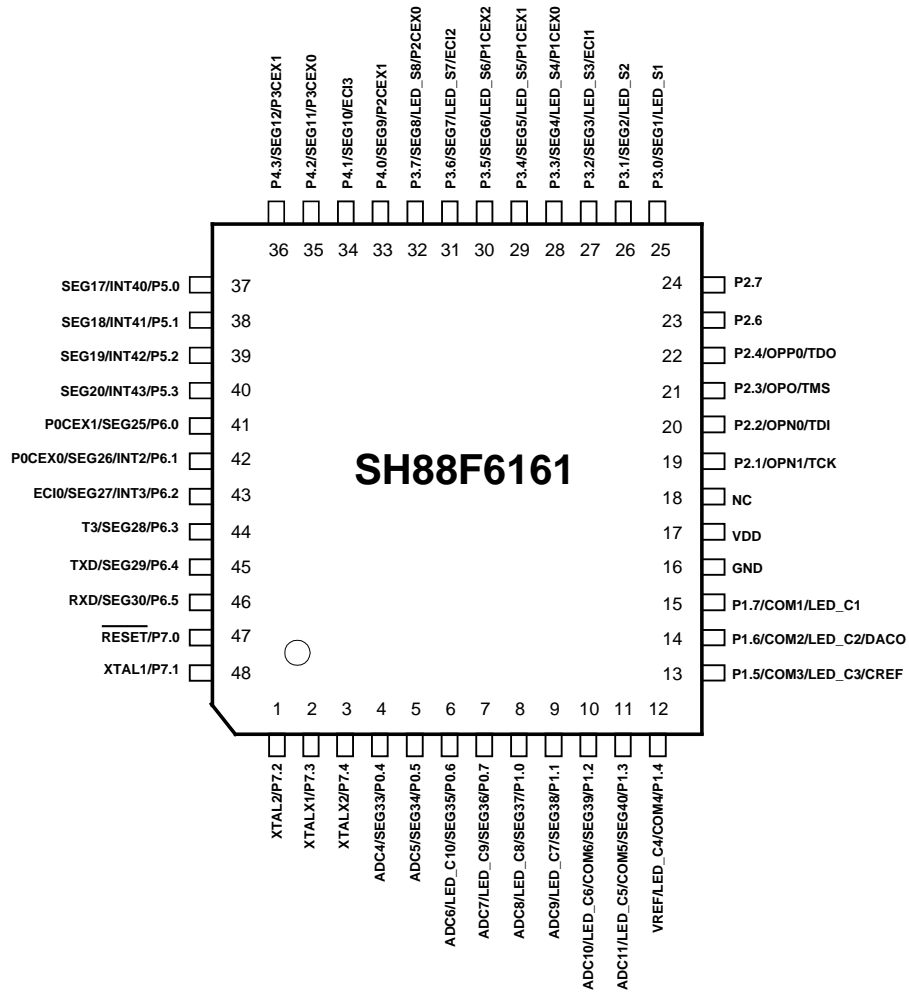 P4.3/SEG12/P3CEX1
P4.2/SEG11/P3CEX0
P4.1/SEG10/ECI3
P4.0/SEG9/P2CEX1
P3.7/SEG8/LED_S8/P2CEX0
P3.6/SEG7/LED_S7/ECI2
P3.5/SEG6/LED_S6/P1CEX2
P3.4/SEG5/LED_S5/P1CEX1
P3.3/SEG4/LED_S4/P1CEX0
P3.2/SEG3/LED_S3/ECI1
P3.1/SEG2/LED_S2
P3.0/SEG1/LED_S1
36 35 34 33 32 31 30 29 28 27 26 25
SEG17/INT40/P5.0 37
SEG18/INT41/P5.1 38
SEG19/INT42/P5.2 39
SEG20/INT43/P5.3 40
P0CEX1/SEG25/P6.0 41
P0CEX0/SEG26/INT2/P6.1 42
ECI0/SEG27/INT3/P6.2 43
T3/SEG28/P6.3 44
TXD/SEG29/P6.4 45
RXD/SEG30/P6.5 46
RESET/P7.0 47
XTAL1/P7.1 48
SH88F6161
24 P2.7
23 P2.6
22 P2.4/OPP0/TDO
21 P2.3/OPO/TMS
20 P2.2/OPN0/TDI
19 P2.1/OPN1/TCK
18 NC
17 VDD
16 GND
15 P1.7/COM1/LED_C1
14 P1.6/COM2/LED_C2/DACO
13 P1.5/COM3/LED_C3/CREF
1 2 3 4 5 6 7 8 9 10 11 12
XTAL2/P7.2
XTALX1/P7.3
XTALX2/P7.4
ADC4/SEG33/P0.4
ADC5/SEG34/P0.5
ADC6/LED_C10/SEG35/P0.6
ADC7/LED_C9/SEG36/P0.7
ADC8/LED_C8/SEG37/P1.0
ADC9/LED_C7/SEG38/P1.1
ADC10/LED_C6/COM6/SEG39/P1.2
ADC11/LED_C5/COM5/SEG40/P1.3
VREF/LED_C4/COM4/P1.4